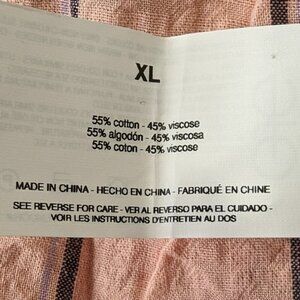 XL
55% cotton - 45% viscose
55% algodón - 45% viscosa
55% coton - 45% viscose
MADE IN CHINA - HECHO EN CHINA - FABRIQUÉ EN CHINE
SEE REVERSE FOR CARE - VER AL REVERSO PARA EL CUIDADO -
VOIR LES INSTRUCTIONS D'ENTRETIEN AU DOS